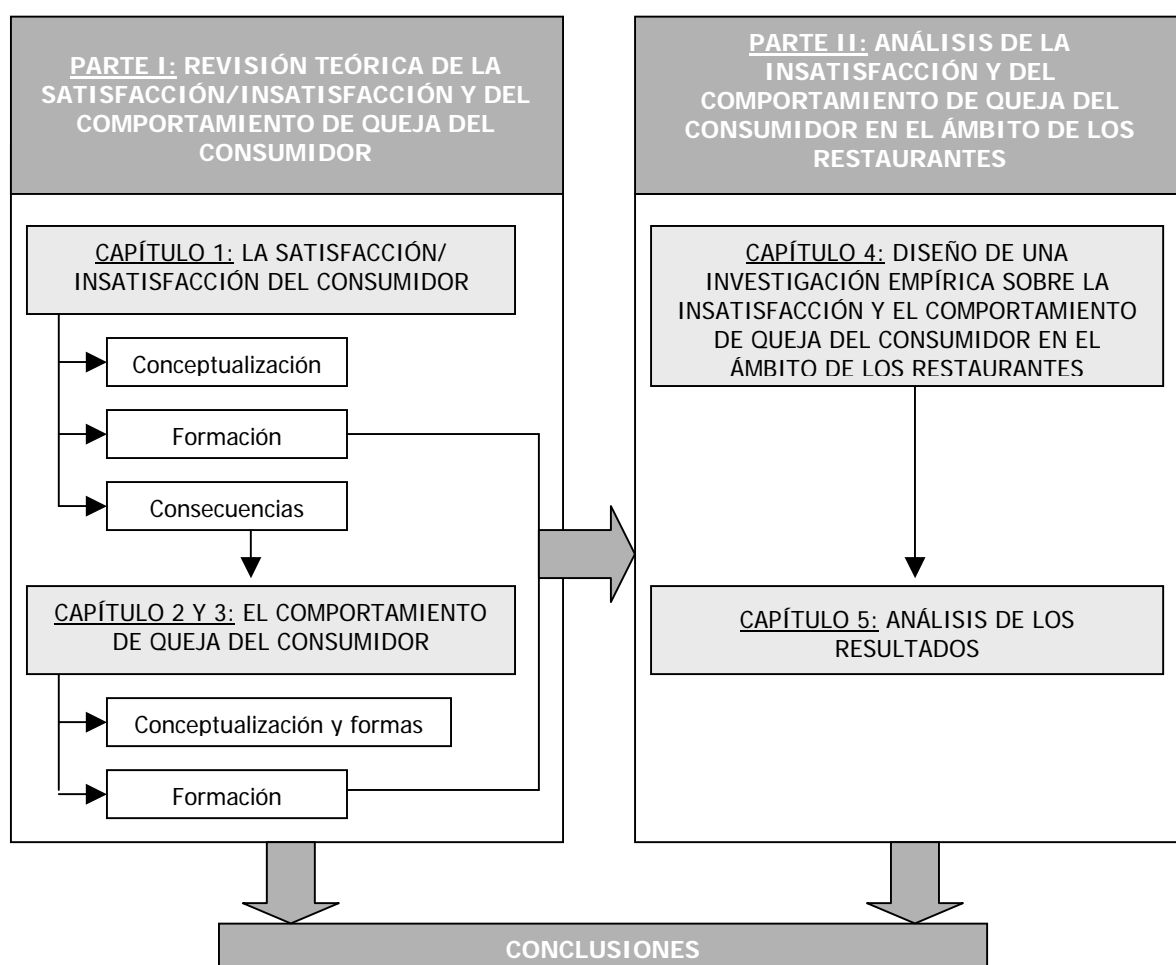 PARTE I: REVISIÓN TEÓRICA DE LA
SATISFACCIÓN/INSATISFACCIÓN Y DEL
COMPORTAMIENTO DE QUEJA DEL
CONSUMIDOR
CAPÍTULO 1: LA SATISFACCIÓN/
INSATISFACCIÓN DEL CONSUMIDOR
Conceptualización
Formación
Consecuencias
CAPÍTULO 2 Y 3: EL COMPORTAMIENTO
DE QUEJA DEL CONSUMIDOR
Conceptualización y formas
Formación
PARTE II: ANÁLISIS DE LA
INSATISFACCIÓN Y DEL
COMPORTAMIENTO DE QUEJA DEL
CONSUMIDOR EN EL ÁMBITO DE LOS
RESTAURANTES
CAPÍTULO 4: DISEÑO DE UNA
INVESTIGACIÓN EMPÍRICA SOBRE LA
INSATISFACCIÓN Y EL COMPORTAMIENTO
DE QUEJA DEL CONSUMIDOR EN EL
ÁMBITO DE LOS RESTAURANTES
CAPÍTULO 5: ANÁLISIS DE LOS
RESULTADOS
CONCLUSIONES